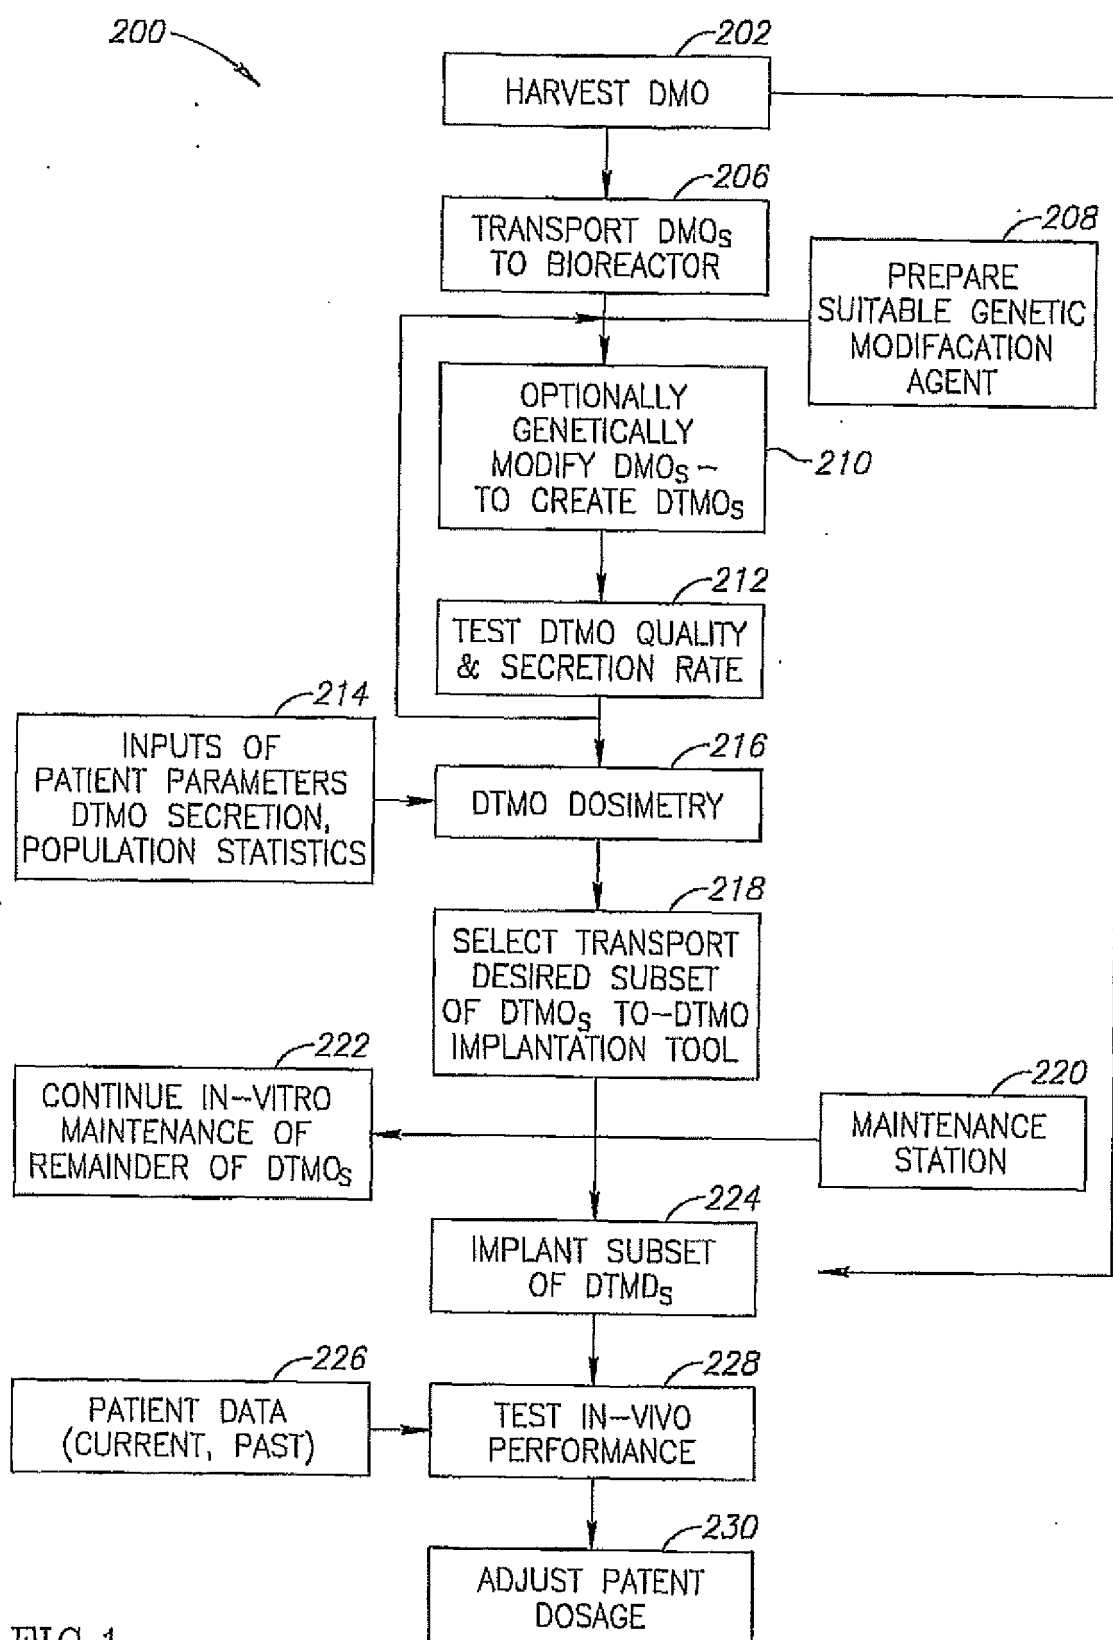 200
202
HARVEST DMO
206
TRANSPORT DMOs
TO BIOREACTOR
208
PREPARE
SUITABLE GENETIC
MODIFACATION
AGENT
OPTIONALLY
GENETICALLY
MODIFY DMOs-
TO CREATE DTMOs
210
212
TEST DTMO QUALITY
& SECRETION RATE
214
INPUTS OF
PATIENT PARAMETERS
DTMO SECRETION,
POPULATION STATISTICS
216
DTMO DOSIMETRY
218
SELECT TRANSPORT
DESIRED SUBSET
OF DTMOs TO-DTMO
IMPLANTATION TOOL
222
CONTINUE IN-VITRO
MAINTENANCE OF
REMAINDER OF DTMOs
220
MAINTENANCE
STATION
224
IMPLANT SUBSET
OF DTMDs
226
PATIENT DATA
(CURRENT, PAST)
228
TEST IN-VIVO
PERFORMANCE
230
ADJUST PATENT
DOSAGE
FIG 1